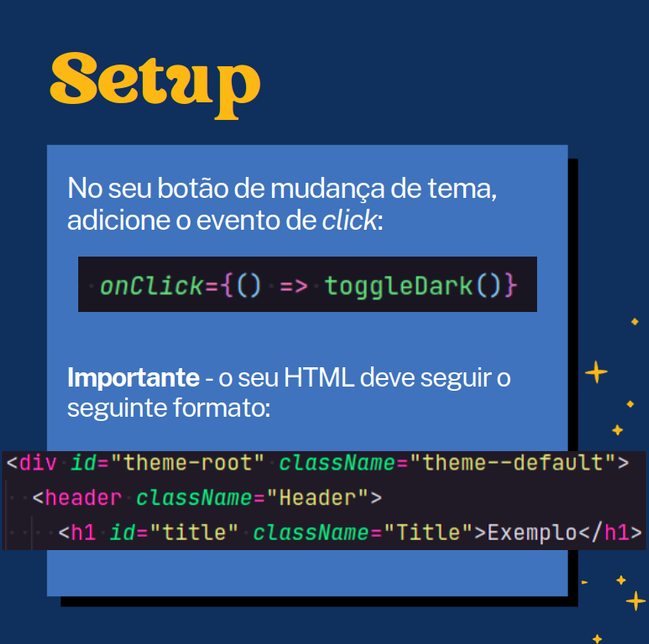 Setup
No seu botão de mudança de tema,
adicione o evento de click:
onClick={() => toggleDark()}
Importante - o seu HTML deve seguir o
seguinte formato:
<div id="theme-root" className="theme--default">
<header className="Header">
<h1 id="title" className="Title">Exemplo</h1>